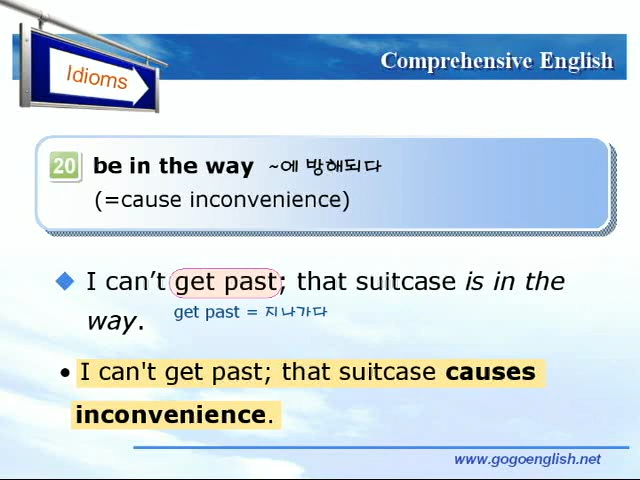 Idioms
Comprehensive English
20 be in the way ~에 방해되다
(=cause inconvenience)
I can't get past; that suitcase is in the
way.
get past = 지나가다
• I can't get past; that suitcase causes
inconvenience.
www.gogoenglish.net